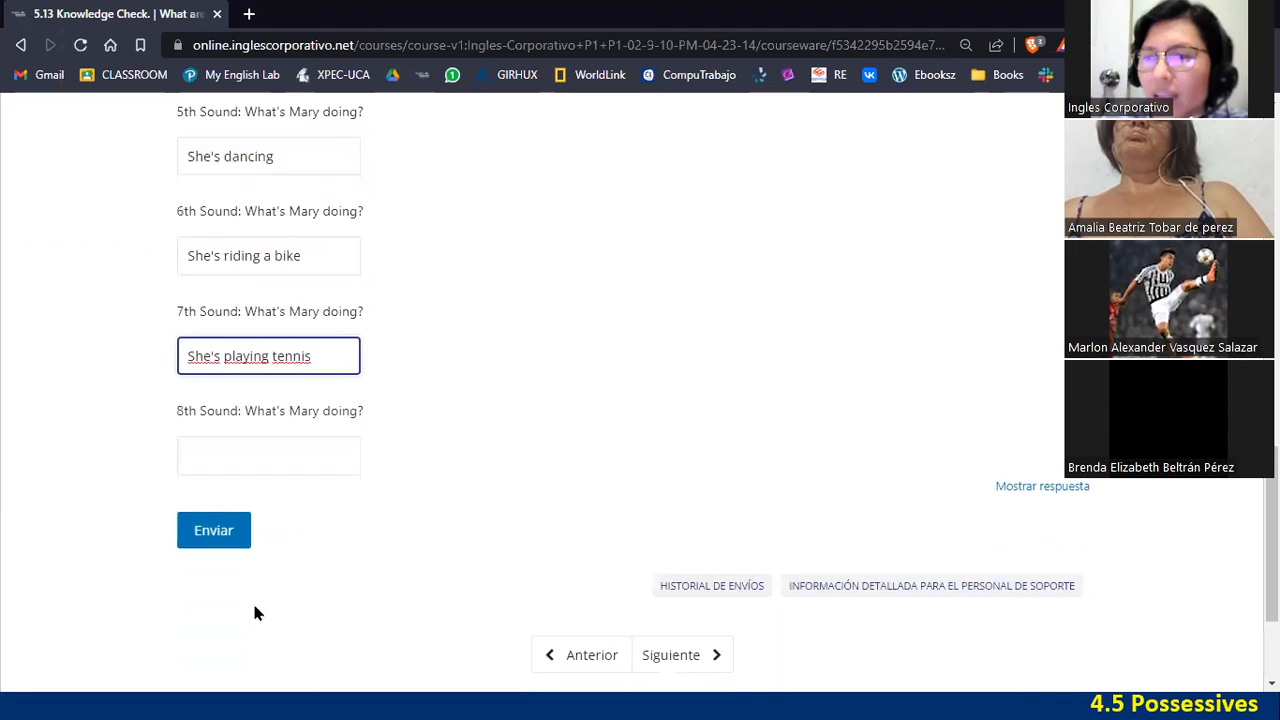 5.13 Knowledge Check. | What are
online.inglescorporativo.net/courses/course-v1:Ingles-Corporativo+P1+P1-02-9-10-PM-04-23-14/courseware/f5342295b2594e7...
3
Gmail CLASSROOM My English Lab XPEC-UCA GIRHUX WorldLink CompuTrabajo RE WordPress Ebooksz Books
Ingles Corporativo
5th Sound: What's Mary doing?
She's dancing
6th Sound: What's Mary doing?
Amalia Beatriz Tobar de perez
She's riding a bike
7th Sound: What's Mary doing?
Marlon Alexander Vasquez Salazar
She's playing tennis
8th Sound: What's Mary doing?
Brenda Elizabeth Beltrán Pérez
Mostrar respuesta
Enviar
HISTORIAL DE ENVÍOS INFORMACIÓN DETALLADA PARA EL PERSONAL DE SOPORTE
Anterior Siguiente
4.5 Possessives